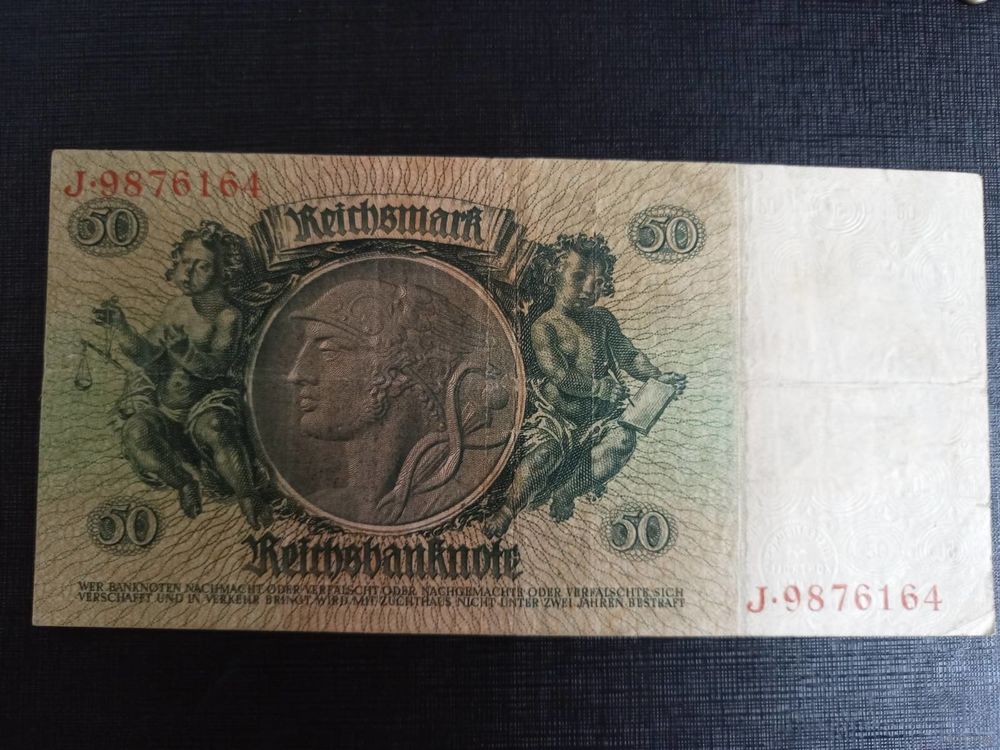 J·9876164
50
Reichsmark
50
50
Reichsbanknote
50
WER BANKNOTEN NACHMACHT ODER VERFÄLSCHT ODER NACHGEMACHTE ODER VERFÄLSCHTE SICH
VERSCHAFFT UND IN VERKEHR BRINGT, WIRD MIT ZUCHTHAUS NICHT UNTER ZWEI JAHREN BESTRAFT
J·9876164